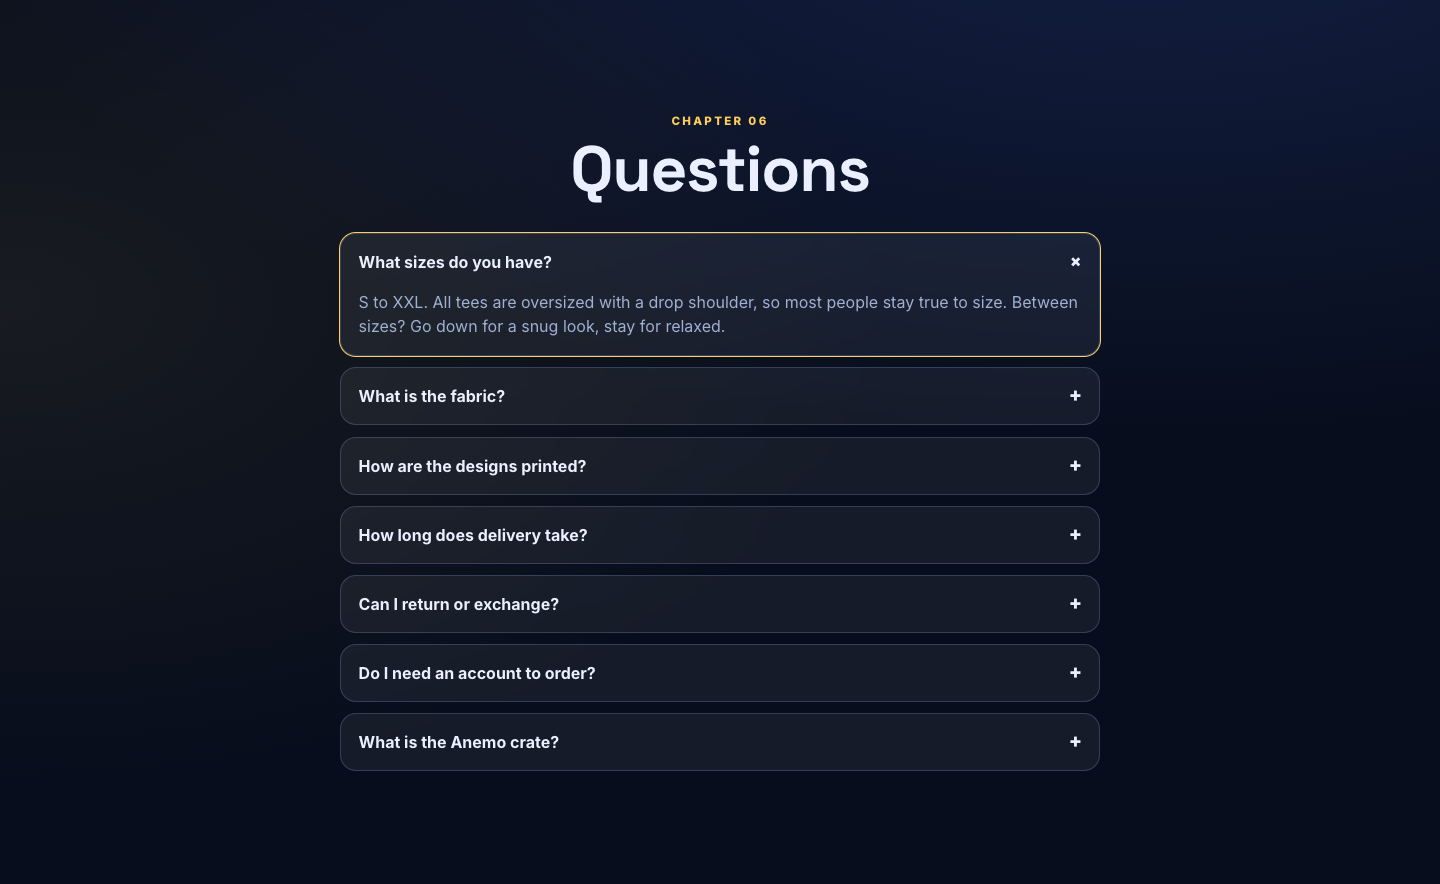 CHAPTER 06
Questions
What sizes do you have?
S to XXL. All tees are oversized with a drop shoulder, so most people stay true to size. Between
sizes? Go down for a snug look, stay for relaxed.
What is the fabric?
How are the designs printed?
How long does delivery take?
Can I return or exchange?
Do I need an account to order?
What is the Anemo crate?